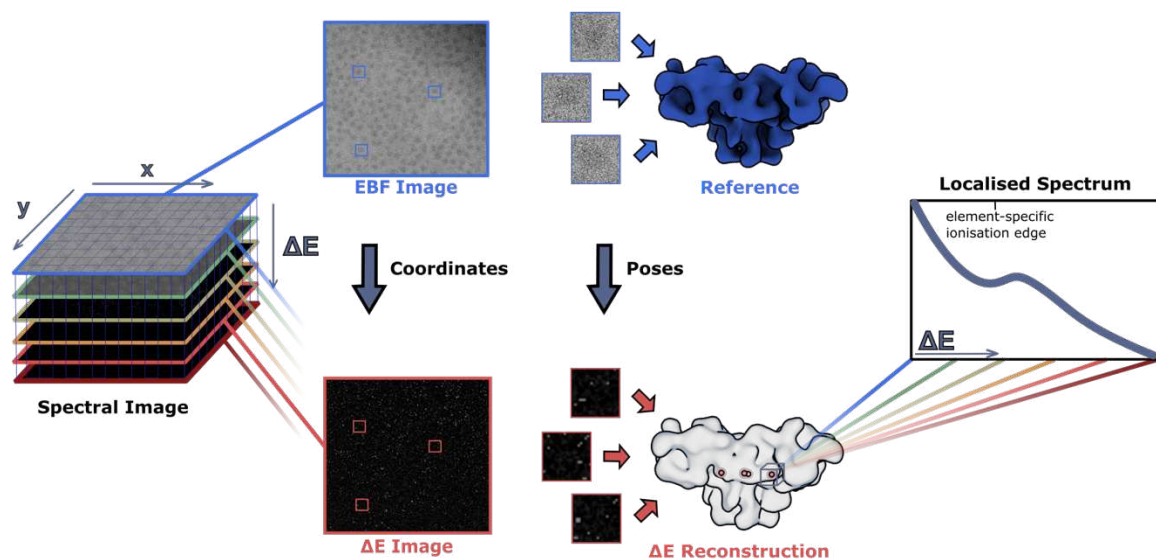 x
y
ΔE
Spectral Image
EBF Image
Coordinates
ΔE Image
Reference
Poses
ΔE Reconstruction
Localised Spectrum
element-specific
ionisation edge
ΔE